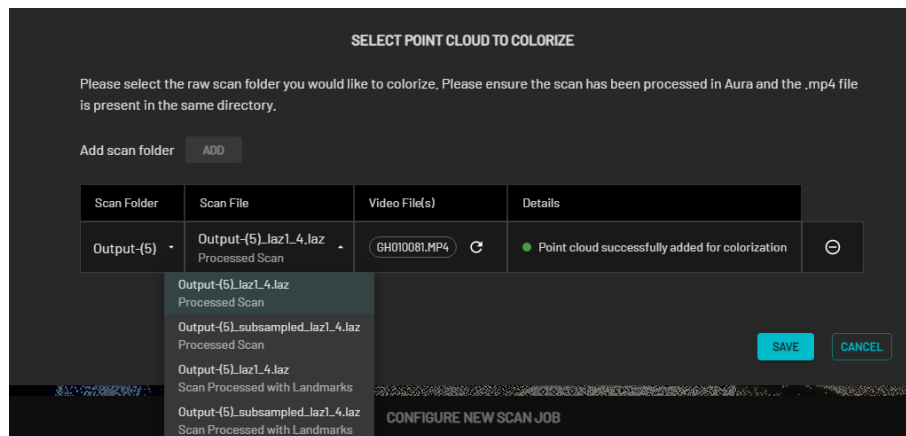 SELECT POINT CLOUD TO COLORIZE
Please select the raw scan folder you would like to colorize. Please ensure the scan has been processed in Aura and the .mp4 file
is present in the same directory.
Add scan folder ADD
Scan Folder Scan File Video File(s) Details
Output-(5) Output-(5)_laz1_4.laz GH010081.MP4 Point cloud successfully added for colorization
Processed Scan
Output-(5)_laz1_4.laz
Processed Scan
Output-(5)_subsampled_laz1_4.laz
Processed Scan
SAVE CANCEL
Output-(5)_laz1_4.laz
Scan Processed with Landmarks
Output-(5)_subsampled_laz1_4.laz
Scan Processed with Landmarks
CONFIGURE NEW SCAN JOB